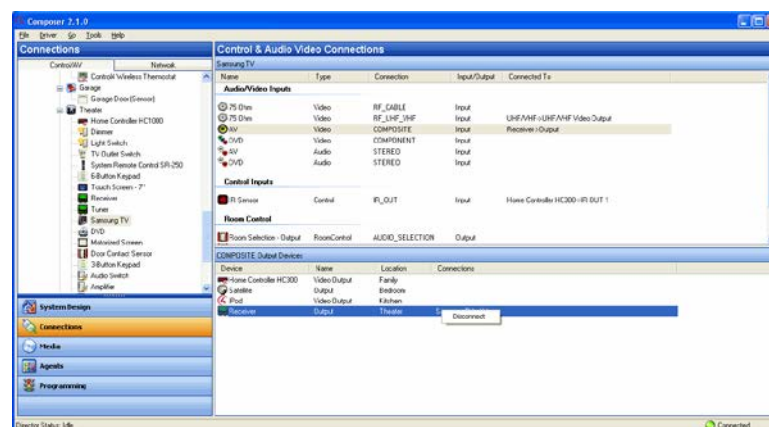 Composer 2.1.0
File Driver Go Tools Help
Connections
Control/AV Network
Control4 Wireless Thermostat
Garage
Garage Door (Sensor)
Theater
Home Controller HC1000
Dimmer
Light Switch
TV Outlet Switch
System Remote Control SR-250
6-Button Keypad
Touch Screen - 7"
Receiver
Tuner
Samsung TV
DVD
Motorized Screen
Door Contact Sensor
3-Button Keypad
Audio Switch
Amplifier
System Design
Connections
Media
Agents
Programming
Control & Audio Video Connections
Samsung TV
Name Type Connection Input/Output Connected To
Audio/Video Inputs
75 Ohm Video RF_CABLE Input
75 Ohm Video RF_UHF_VHF Input UHF/VHF->UHF/VHF Video Output
AV Video COMPOSITE Input Receiver->Output
DVD Video COMPONENT Input
AV Audio STEREO Input
DVD Audio STEREO Input
Control Inputs
IR Sensor Control IR_OUT Input Home Controller HC300->IR OUT 1
Room Control
Room Selection - Output RoomControl AUDIO_SELECTION Output
COMPOSITE Output Devices
Device Name Location Connections
Home Controller HC300 Video Output Family
Satellite Output Bedroom
iPod Video Output Kitchen
Receiver Output Theater
Disconnect
Director Status: Idle Connected